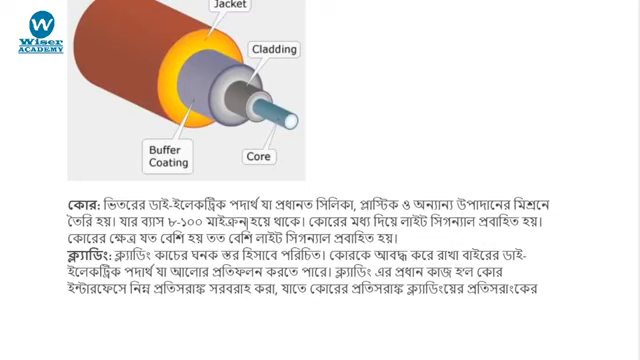 W
Wiser
ACADEMY
Jacket
Cladding
Buffer
Coating
Core
কোর: ভিতরের ডাই-ইলেকট্রিক পদার্থ যা প্রধানত সিলিকা, প্লাস্টিক ও অন্যান্য উপাদানের মিশ্রনে
তৈরি হয়। যার ব্যাস ৮-১০০ মাইক্রন হয়ে থাকে। কোরের মধ্য দিয়ে লাইট সিগন্যাল প্রবাহিত হয়।
কোরের ক্ষেত্র যত বেশি হয় তত বেশি লাইট সিগন্যাল প্রবাহিত হয়।
ক্ল্যাডিং: ক্ল্যাডিং কাচের ঘনক স্তর হিসাবে পরিচিত। কোরকে আবদ্ধ করে রাখা বাইরের ডাই-
ইলেকট্রিক পদার্থ যা আলোর প্রতিফলন করতে পারে। ক্ল্যাডিং এর প্রধান কাজ হ'ল কোর
ইন্টারফেসে নিম্ন প্রতিসরাঙ্ক সরবরাহ করা, যাতে কোরের প্রতিসরাঙ্ক ক্ল্যাডিংয়ের প্রতিসরাংকের